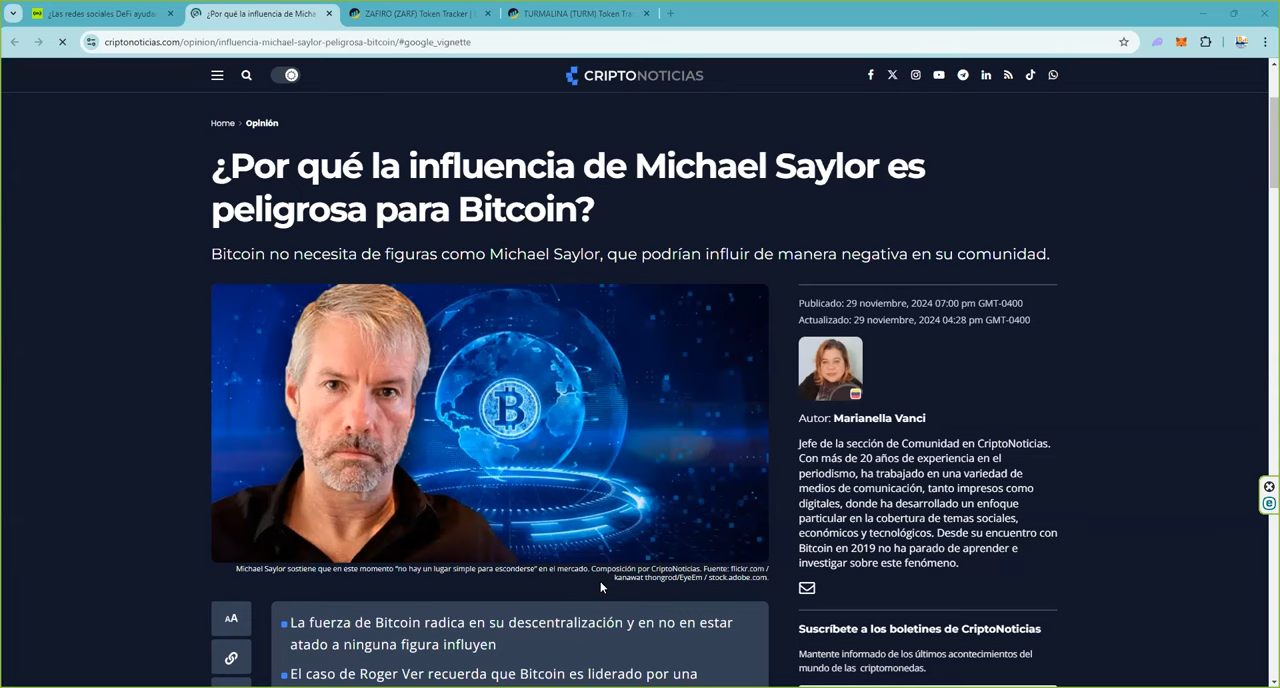 ¿Las redes sociales DeFi ayuda
¿Por qué la influencia de Micha
ZAFIRO (ZARF) Token Tracker |
TURMALINA (TURM) Token Tra
criptonoticias.com/opinion/influencia-michael-saylor-peligrosa-bitcoin/#google_vignette
CRIPTONOTICIAS
Home > Opinión
¿Por qué la influencia de Michael Saylor es
peligrosa para Bitcoin?
Bitcoin no necesita de figuras como Michael Saylor, que podrían influir de manera negativa en su comunidad.
Michael Saylor sostiene que en este momento "no hay un lugar simple para esconderse" en el mercado. Composición por CriptoNoticias. Fuente: flickr.com /
kanawat thongrod/EyeEm / stock.adobe.com.
AA
La fuerza de Bitcoin radica en su descentralización y en no en estar
atado a ninguna figura influyen
El caso de Roger Ver recuerda que Bitcoin es liderado por una
Publicado: 29 noviembre, 2024 07:00 pm GMT-0400
Actualizado: 29 noviembre, 2024 04:28 pm GMT-0400
Autor: Marianella Vanci
Jefe de la sección de Comunidad en CriptoNoticias.
Con más de 20 años de experiencia en el
periodismo, ha trabajado en una variedad de
medios de comunicación, tanto impresos como
digitales, donde ha desarrollado un enfoque
particular en la cobertura de temas sociales,
económicos y tecnológicos. Desde su encuentro con
Bitcoin en 2019 no ha parado de aprender e
investigar sobre este fenómeno.
Suscríbete a los boletines de CriptoNoticias
Mantente informado de los últimos acontecimientos del
mundo de las criptomonedas.